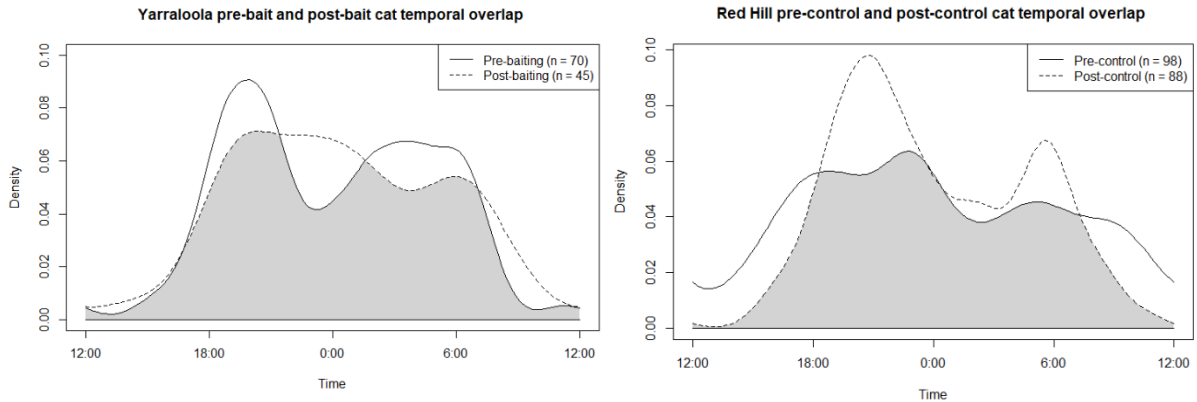 Yarraloola pre-bait and post-bait cat temporal overlap
Pre-baiting (n = 70)
Post-baiting (n = 45)
Density
0.10
0.08
0.06
0.04
0.02
0.00
12:00 18:00 0:00 6:00 12:00
Time
Red Hill pre-control and post-control cat temporal overlap
Pre-control (n = 98)
Post-control (n = 88)
Density
0.10
0.08
0.06
0.04
0.02
0.00
12:00 18:00 0:00 6:00 12:00
Time